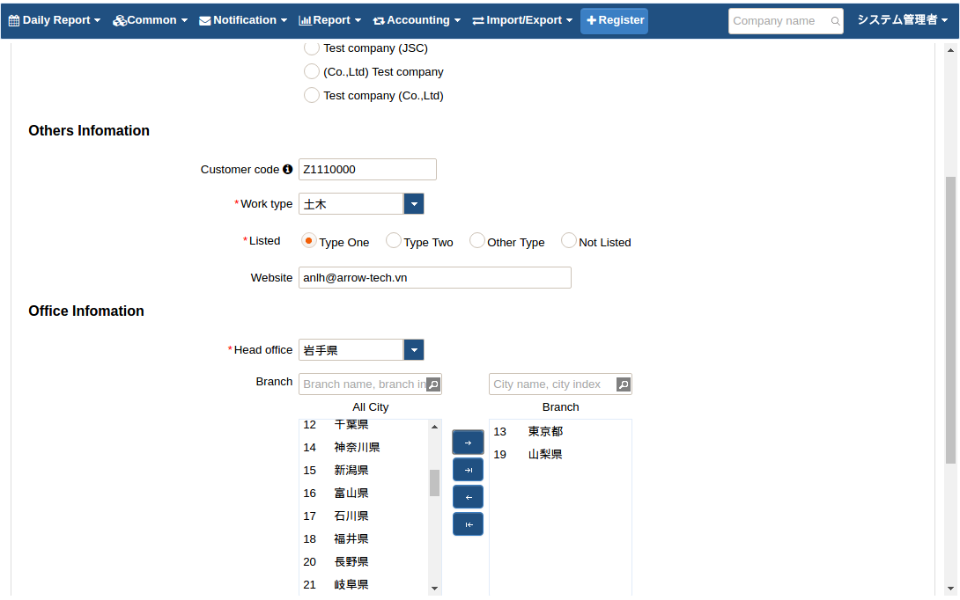 Daily Report Common Notification Report Accounting Import/Export + Register Company name システム管理者
Test company (JSC)
(Co.,Ltd) Test company
Test company (Co.,Ltd)
Others Infomation
Customer code Z1110000
*Work type 土木
*Listed Type One Type Two Other Type Not Listed
Website anlh@arrow-tech.vn
Office Infomation
*Head office 岩手県
Branch Branch name, branch in City name, city index
All City Branch
12 千葉県
13 東京都
14 神奈川県
19 山梨県
15 新潟県
16 富山県
17 石川県
18 福井県
20 長野県
21 岐阜県